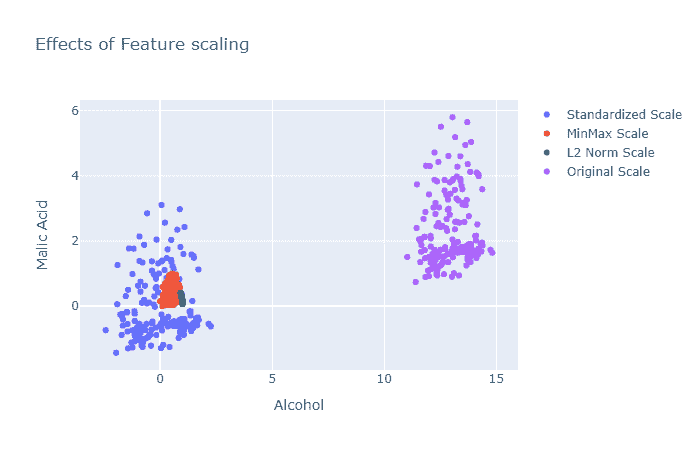 Effects of Feature scaling
Standardized Scale
MinMax Scale
L2 Norm Scale
Original Scale
6
4
2
0
Malic Acid
0 5 10 15
Alcohol